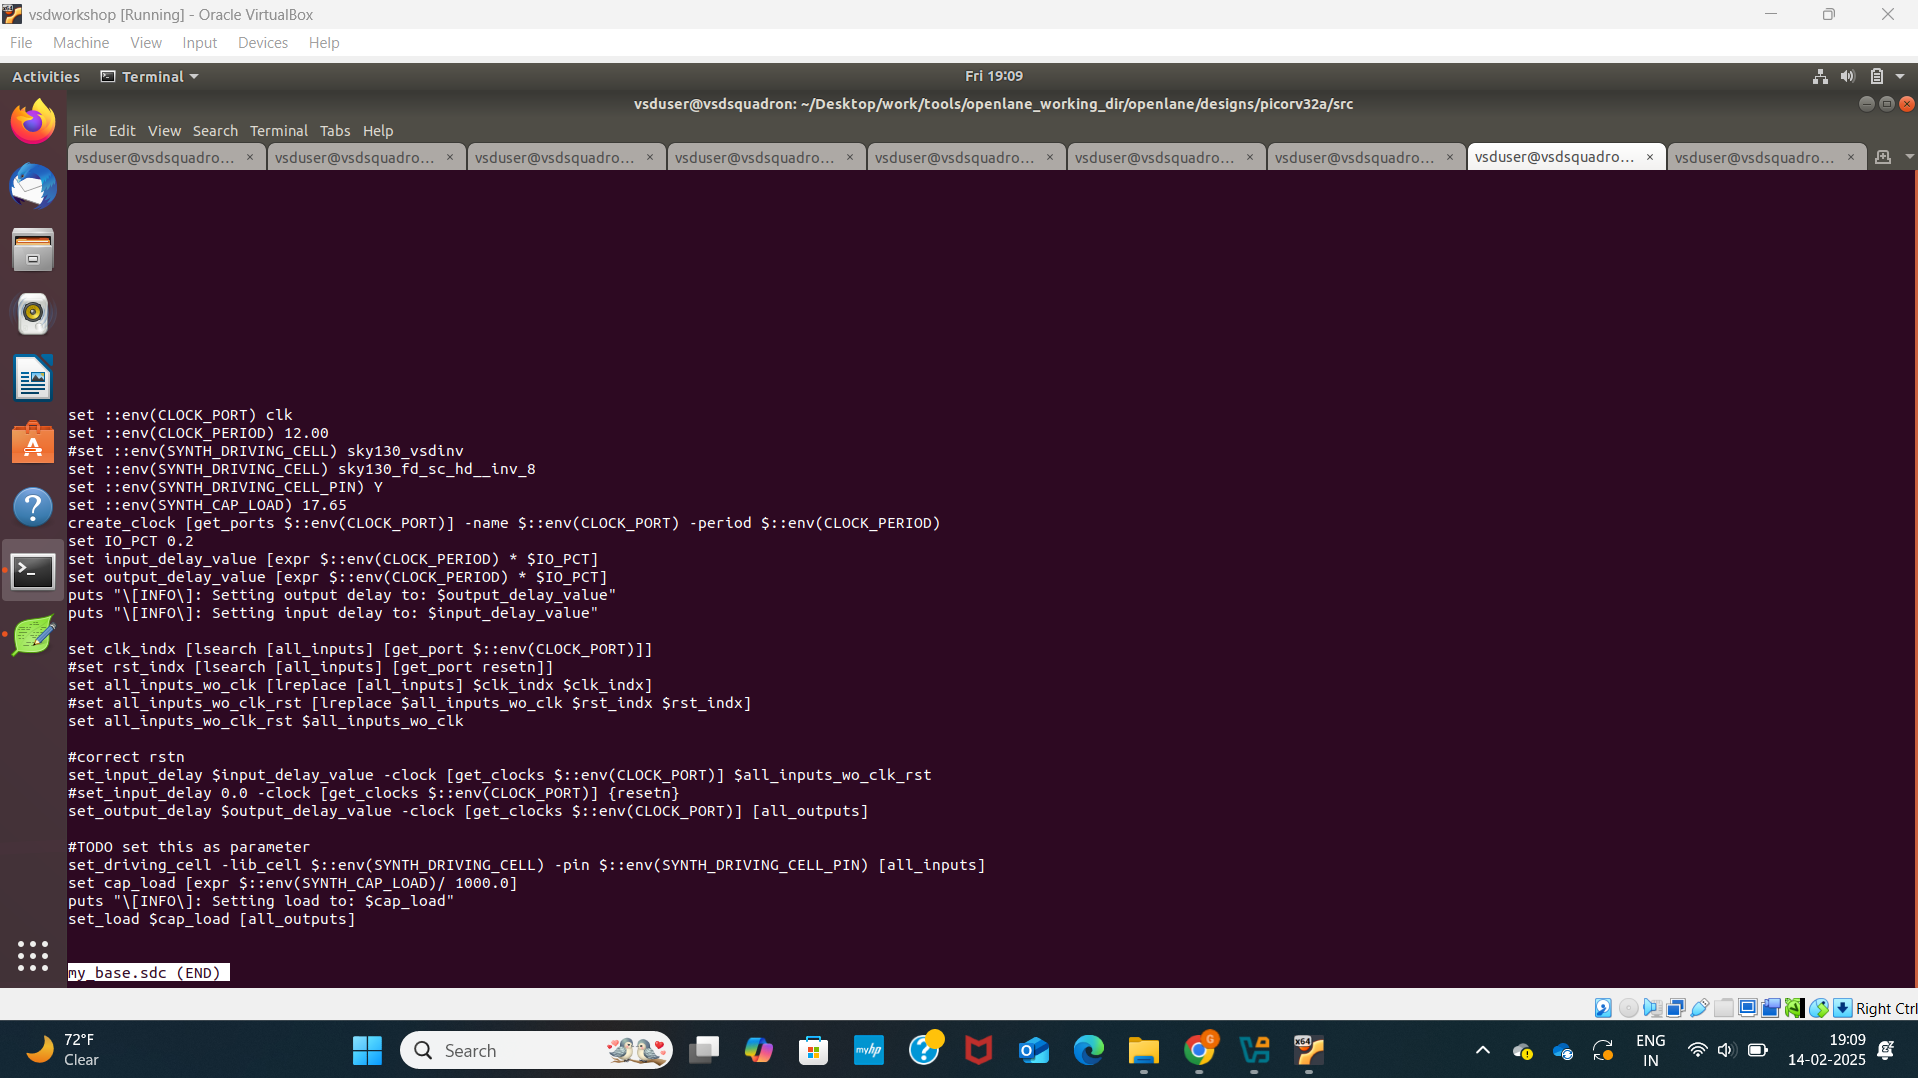 vsdworkshop [Running] - Oracle VirtualBox
File Machine View Input Devices Help
Activities Terminal Fri 19:09
vsduser@vsdsquadron: ~/Desktop/work/tools/openlane_working_dir/openlane/designs/picorv32a/src
File Edit View Search Terminal Tabs Help
vsduser@vsdsquadro... × vsduser@vsdsquadro... × vsduser@vsdsquadro... × vsduser@vsdsquadro... × vsduser@vsdsquadro... × vsduser@vsdsquadro... × vsduser@vsdsquadro... × vsduser@vsdsquadro... × vsduser@vsdsquadro... ×
set ::env(CLOCK_PORT) clk
set ::env(CLOCK_PERIOD) 12.00
#set ::env(SYNTH_DRIVING_CELL) sky130_vsdinv
set ::env(SYNTH_DRIVING_CELL) sky130_fd_sc_hd__inv_8
set ::env(SYNTH_DRIVING_CELL_PIN) Y
set ::env(SYNTH_CAP_LOAD) 17.65
create_clock [get_ports $::env(CLOCK_PORT)] -name $::env(CLOCK_PORT) -period $::env(CLOCK_PERIOD)
set IO_PCT 0.2
set input_delay_value [expr $::env(CLOCK_PERIOD) * $IO_PCT]
set output_delay_value [expr $::env(CLOCK_PERIOD) * $IO_PCT]
puts "\[INFO\]: Setting output delay to: $output_delay_value"
puts "\[INFO\]: Setting input delay to: $input_delay_value"
set clk_indx [lsearch [all_inputs] [get_port $::env(CLOCK_PORT)]]
#set rst_indx [lsearch [all_inputs] [get_port resetn]]
set all_inputs_wo_clk [lreplace [all_inputs] $clk_indx $clk_indx]
#set all_inputs_wo_clk_rst [lreplace $all_inputs_wo_clk $rst_indx $rst_indx]
set all_inputs_wo_clk_rst $all_inputs_wo_clk
#correct rstn
set_input_delay $input_delay_value -clock [get_clocks $::env(CLOCK_PORT)] $all_inputs_wo_clk_rst
#set_input_delay 0.0 -clock [get_clocks $::env(CLOCK_PORT)] {resetn}
set_output_delay $output_delay_value -clock [get_clocks $::env(CLOCK_PORT)] [all_outputs]
#TODO set this as parameter
set_driving_cell -lib_cell $::env(SYNTH_DRIVING_CELL) -pin $::env(SYNTH_DRIVING_CELL_PIN) [all_inputs]
set cap_load [expr $::env(SYNTH_CAP_LOAD)/ 1000.0]
puts "\[INFO\]: Setting load to: $cap_load"
set_load $cap_load [all_outputs]
my_base.sdc (END)
Right Ctrl
72°F
Clear
Search
myhp
G
x64
ENG
IN
19:09
14-02-2025